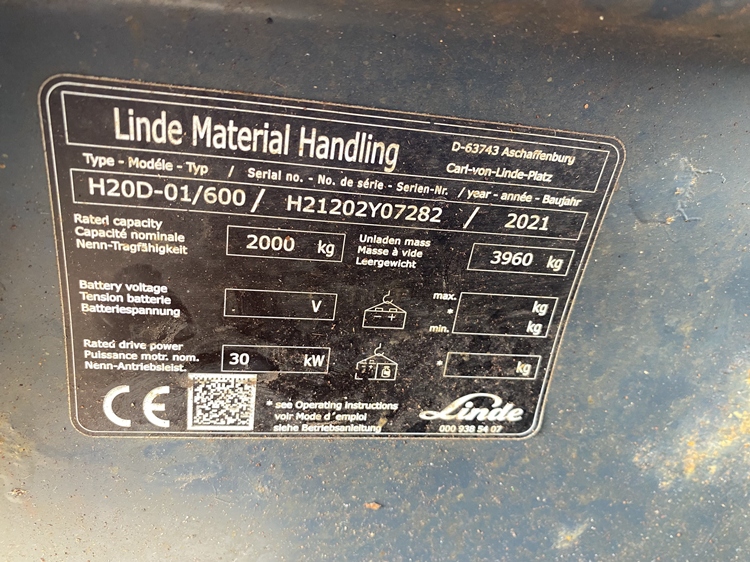 Linde Material Handling
D-63743 Aschaffenburg
Carl-von-Linde-Platz
Type - Modéle - Typ / Serial no. - No. de série - Serien-Nr. / year - année - Baujahr
H20D-01/600 / H21202Y07282 / 2021
Rated capacity
Capacité nominale
Nenn-Tragfähigkeit
2000 kg
Unladen mass
Masse à vide
Leergewicht
3960 kg
Battery voltage
Tension batterie
Batteriespannung
V
max.
*
min.
kg
kg
Rated drive power
Puissance motr. nom.
Nenn-Antriebsleist.
30 kW
* kg
CE
* see Operating instructions
voir Mode d'emploi
siehe Betriebsanleitung
Linde
000 938 54 07